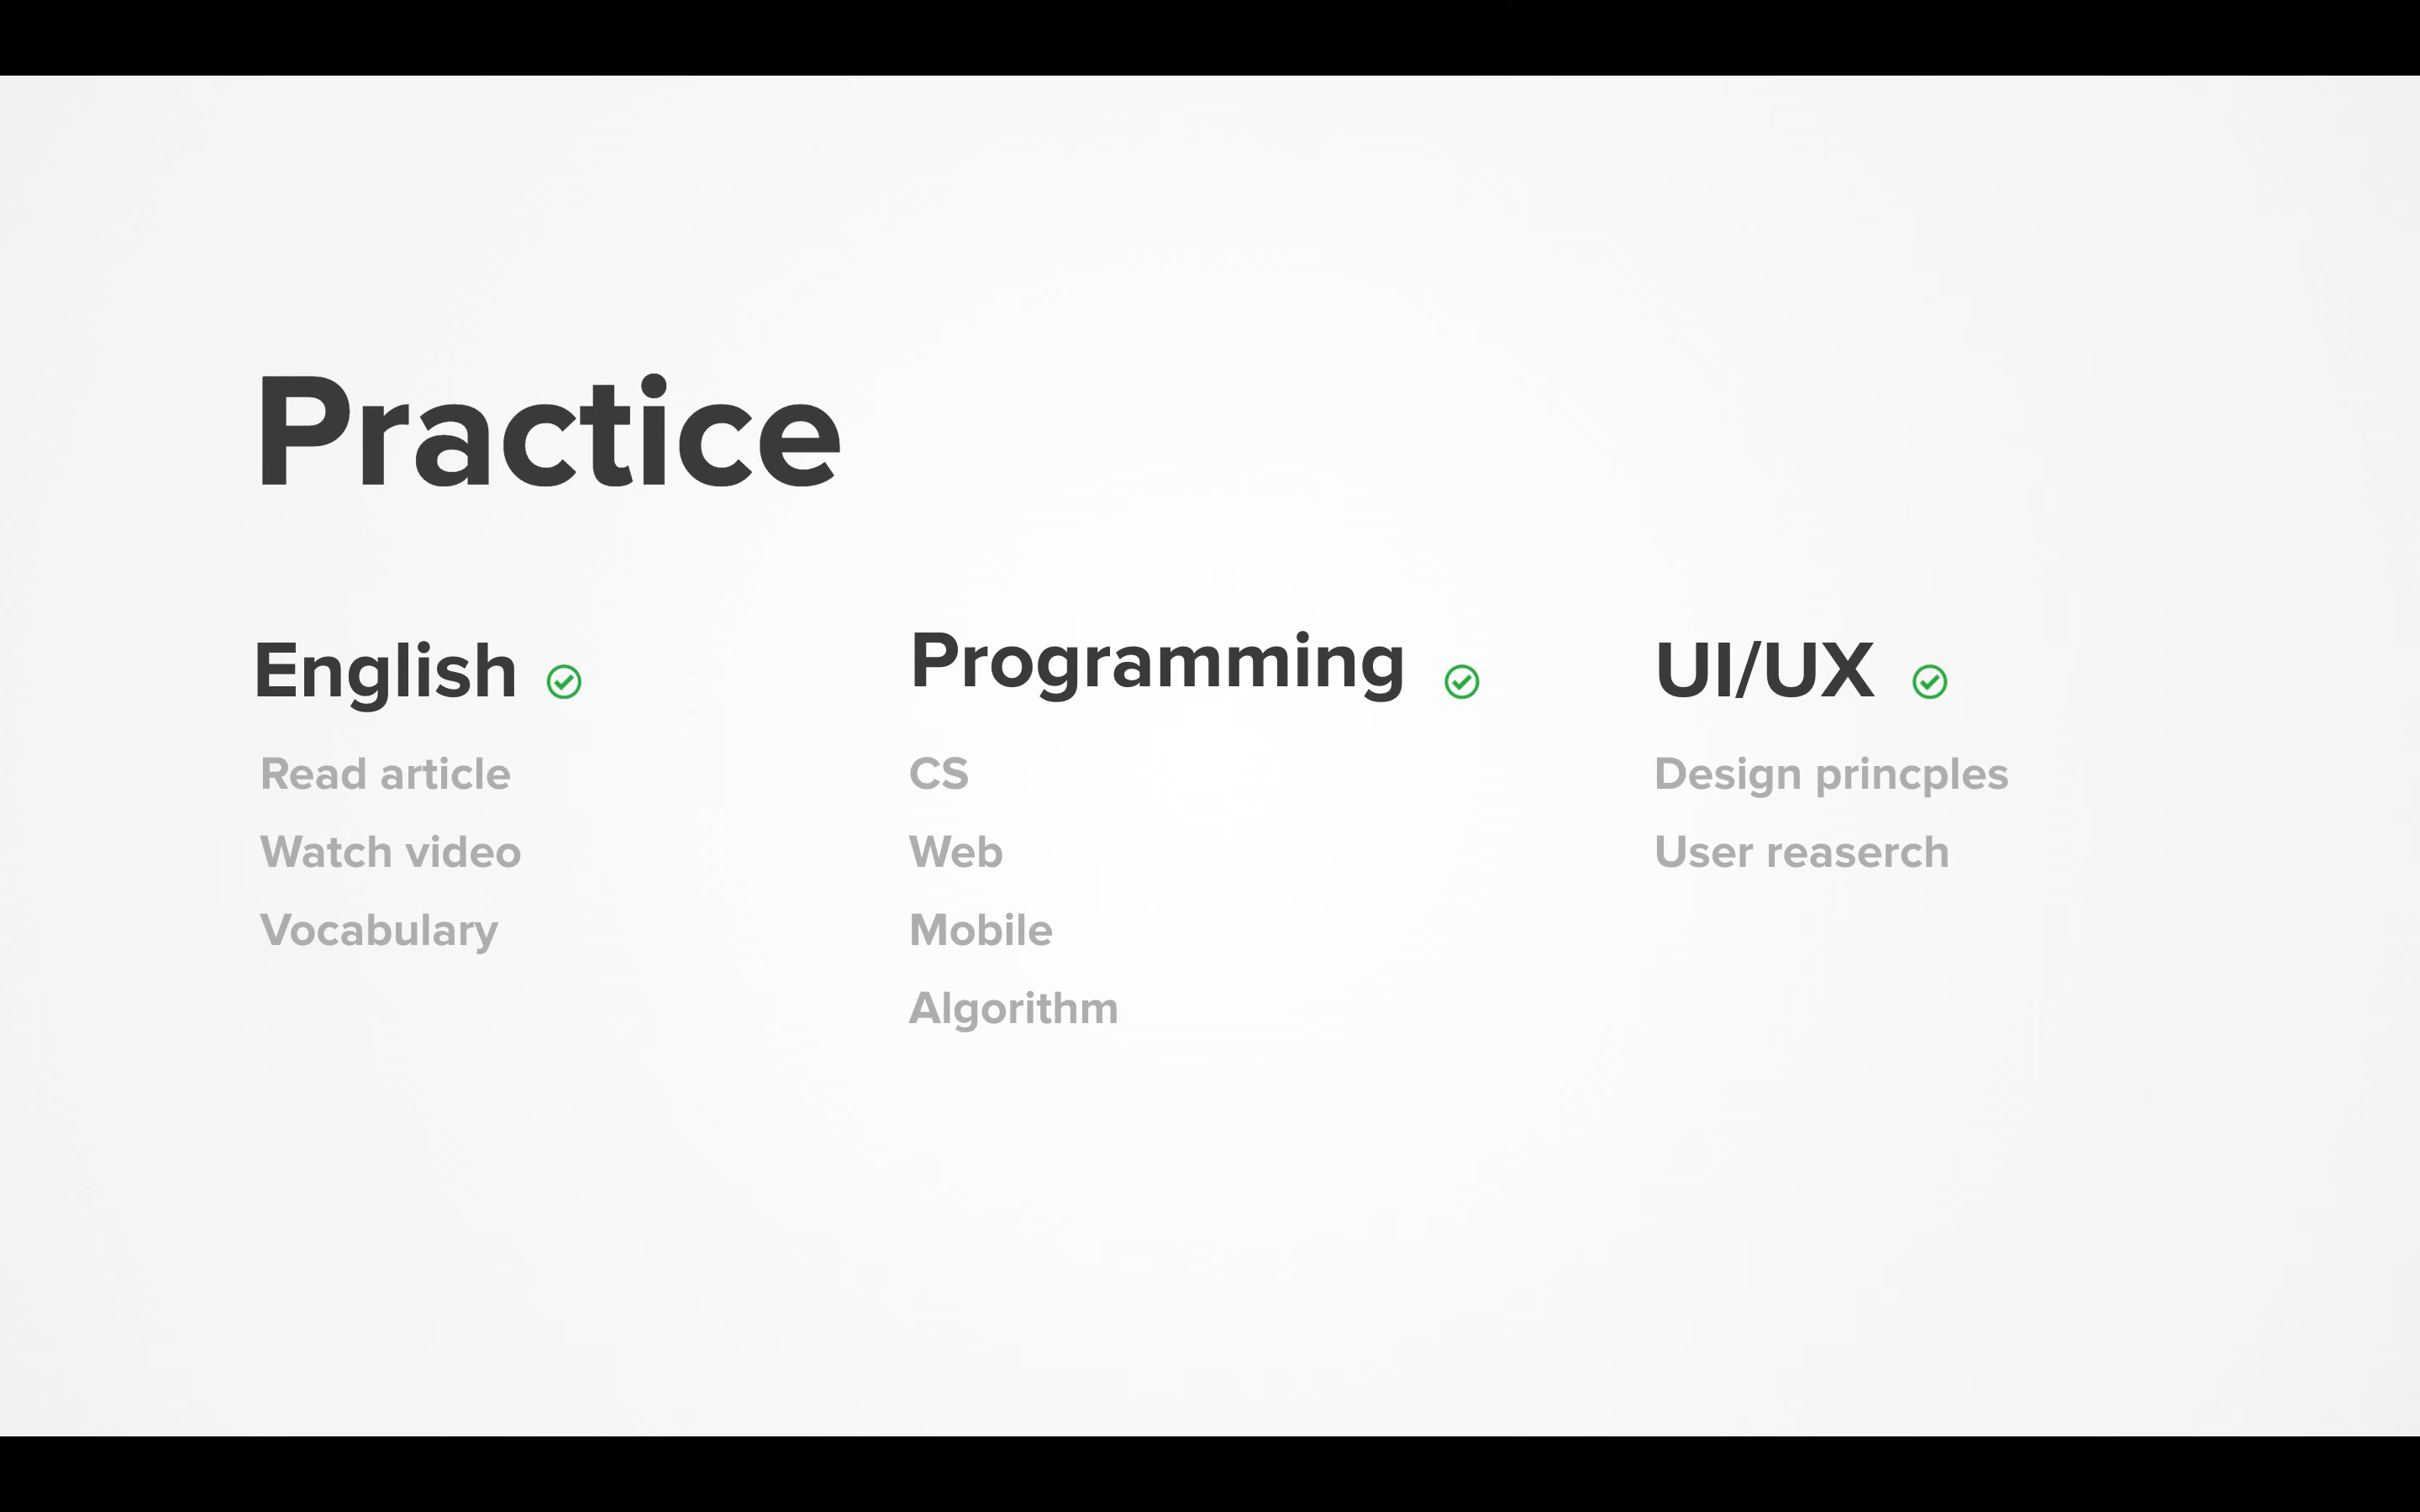 Practice
English
Read article
Watch video
Vocabulary
Programming
CS
Web
Mobile
Algorithm
UI/UX
Design princples
User reaserch